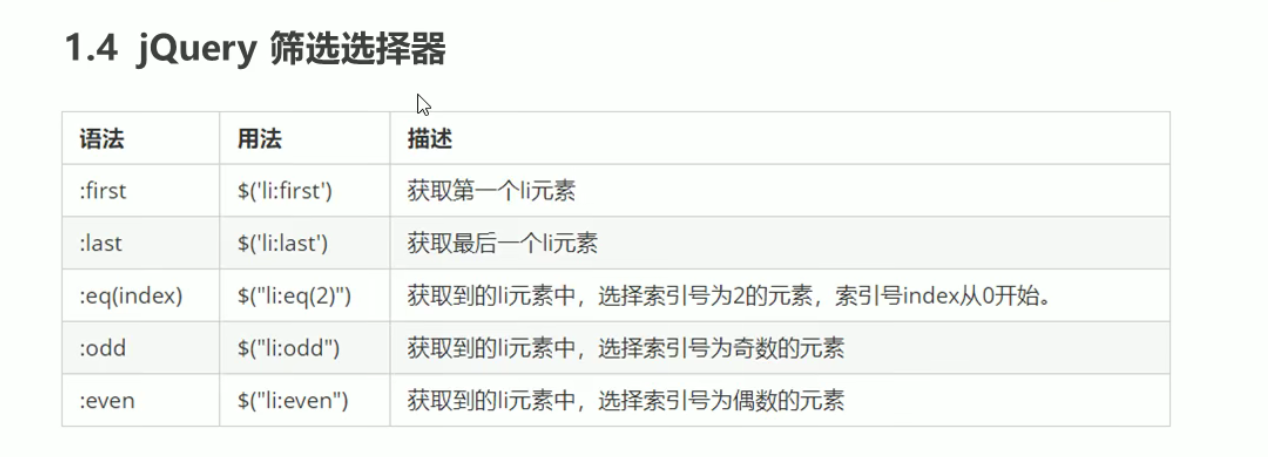 1.4 jQuery 筛选选择器
语法 用法 描述
:first $('li:first') 获取第一个li元素
:last $('li:last') 获取最后一个li元素
:eq(index) $("li:eq(2)") 获取到的li元素中，选择索引号为2的元素，索引号index从0开始。
:odd $("li:odd") 获取到的li元素中，选择索引号为奇数的元素
:even $("li:even") 获取到的li元素中，选择索引号为偶数的元素